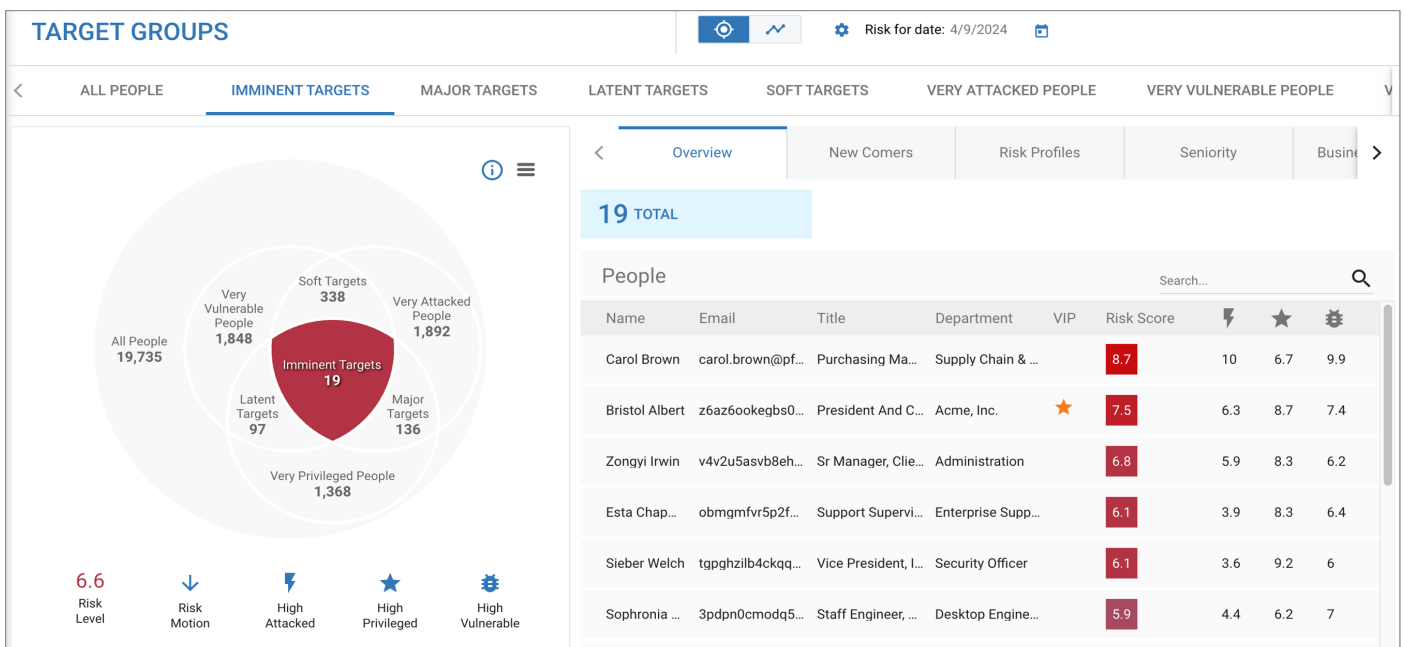 TARGET GROUPS
Risk for date: 4/9/2024
ALL PEOPLE
IMMINENT TARGETS
MAJOR TARGETS
LATENT TARGETS
SOFT TARGETS
VERY ATTACKED PEOPLE
VERY VULNERABLE PEOPLE
V
Soft Targets
338
Very
Vulnerable
People
1,848
Very Attacked
People
1,892
All People
19,735
Imminent Targets
19
Latent
Targets
97
Major
Targets
136
Very Privileged People
1,368
6.6
Risk
Level
Risk
Motion
High
Attacked
High
Privileged
High
Vulnerable
Overview
New Comers
Risk Profiles
Seniority
Busine
19 TOTAL
People
Search...
Name Email Title Department VIP Risk Score
Carol Brown carol.brown@pf... Purchasing Ma... Supply Chain & ... 8.7 10 6.7 9.9
Bristol Albert z6az6ookegbs0... President And C... Acme, Inc. 7.5 6.3 8.7 7.4
Zongyi Irwin v4v2u5asvb8eh... Sr Manager, Clie... Administration 6.8 5.9 8.3 6.2
Esta Chap... obmgmfvr5p2f... Support Supervi... Enterprise Supp... 6.1 3.9 8.3 6.4
Sieber Welch tgpghzilb4ckqq... Vice President, I... Security Officer 6.1 3.6 9.2 6
Sophronia ... 3pdpn0cmodq5... Staff Engineer, ... Desktop Engine... 5.9 4.4 6.2 7